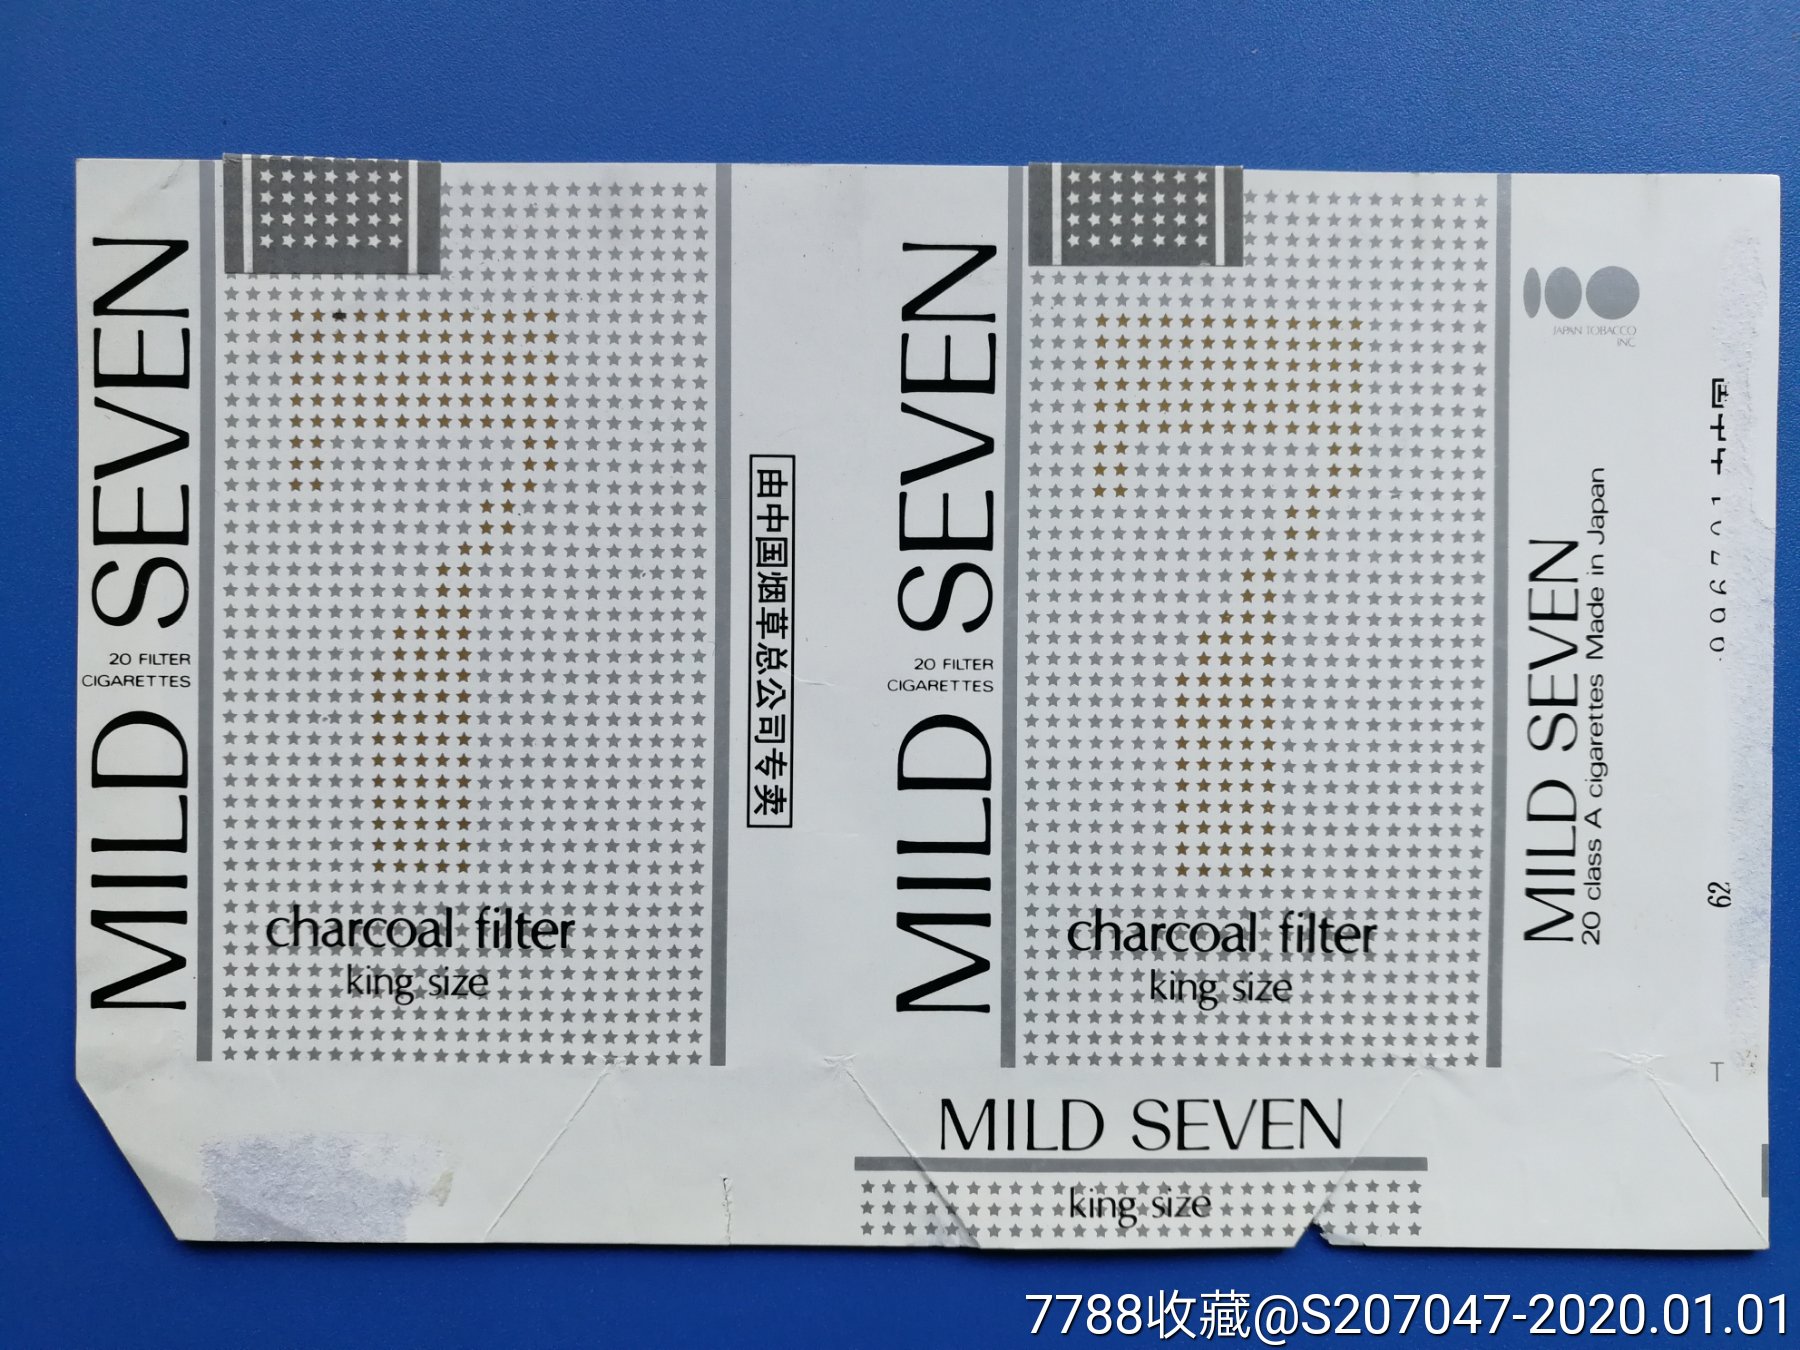 MILD SEVEN
20 FILTER
CIGARETTES
charcoal filter
king size
由中国烟草总公司专卖
MILD SEVEN
20 FILTER
CIGARETTES
charcoal filter
king size
MILD SEVEN
king size
JAPAN TOBACCO
INC
MILD SEVEN
20 class A cigarettes Made in Japan
62
T
7788收藏@S207047-2020.01.01